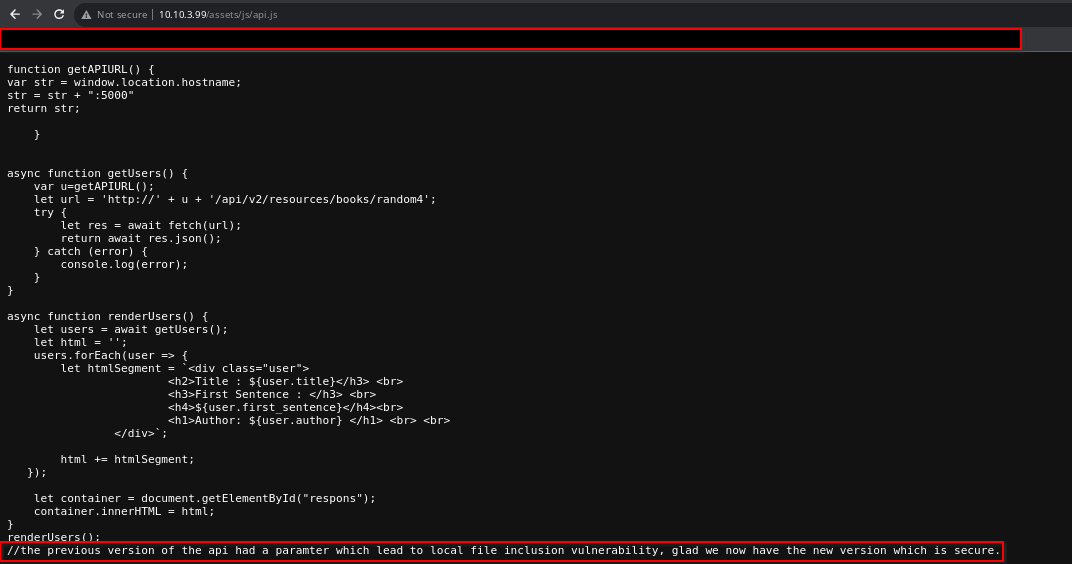 Not secure | 10.10.3.99/assets/js/api.js
function getAPIURL() {
var str = window.location.hostname;
str = str + ":5000"
return str;
}
async function getUsers() {
var u=getAPIURL();
let url = 'http://' + u + '/api/v2/resources/books/random4';
try {
let res = await fetch(url);
return await res.json();
} catch (error) {
console.log(error);
}
}
async function renderUsers() {
let users = await getUsers();
let html = '';
users.forEach(user => {
let htmlSegment = `<div class="user">
<h2>Title : ${user.title}</h3> <br>
<h3>First Sentence : </h3> <br>
<h4>${user.first_sentence}</h4><br>
<h1>Author: ${user.author} </h1> <br> <br>
</div>`;
html += htmlSegment;
});
let container = document.getElementById("respons");
container.innerHTML = html;
}
renderUsers();
//the previous version of the api had a paramter which lead to local file inclusion vulnerability, glad we now have the new version which is secure.